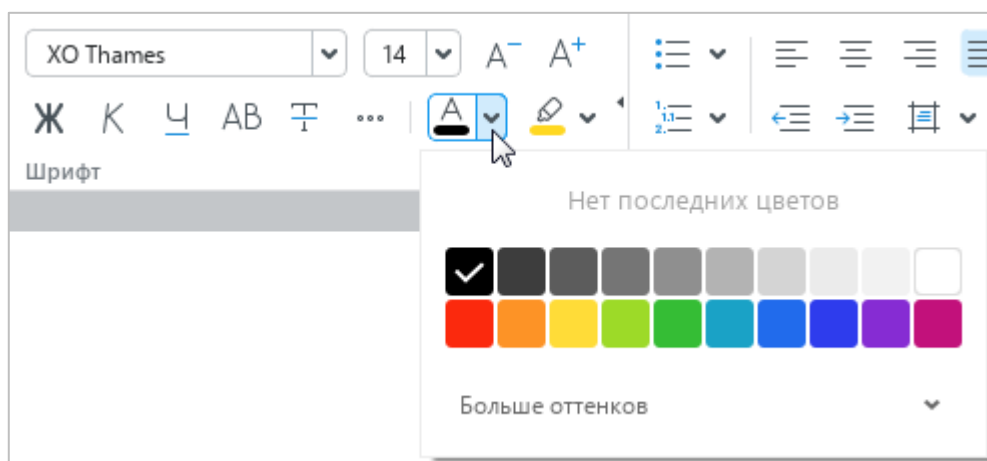 XO Thames 14 A⁻ A⁺
Ж К Ч АВ Т ... А
Шрифт
Нет последних цветов
Больше оттенков